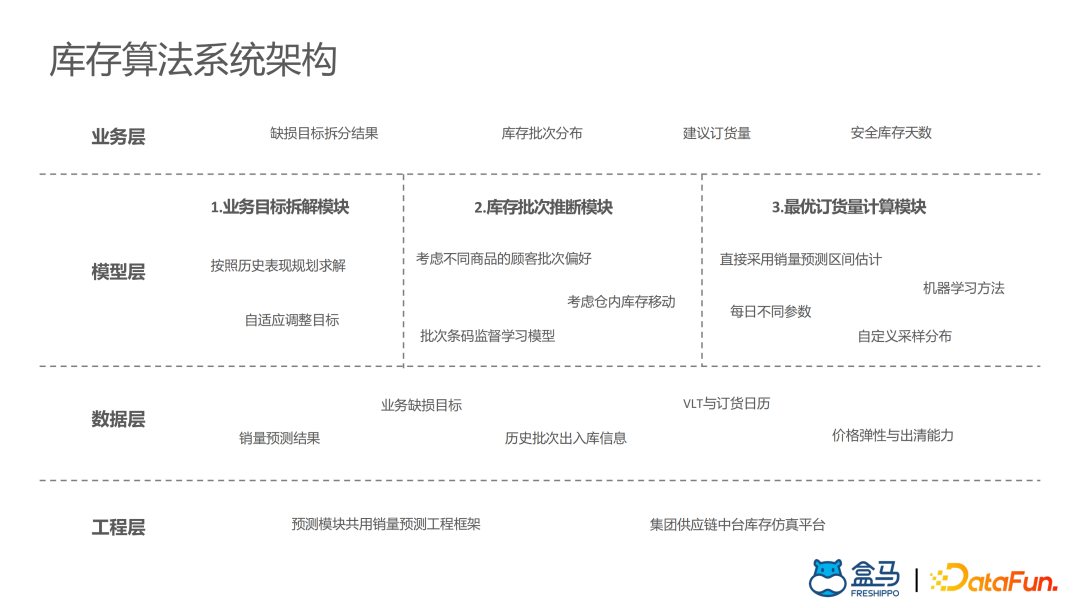 库存算法系统架构
业务层
缺损目标拆分结果
库存批次分布
建议订货量
安全库存天数
模型层
1.业务目标拆解模块
按照历史表现规划求解
自适应调整目标
2.库存批次推断模块
考虑不同商品的顾客批次偏好
考虑仓内库存移动
批次条码监督学习模型
3.最优订货量计算模块
直接采用销量预测区间估计
机器学习方法
每日不同参数
自定义采样分布
数据层
业务缺损目标
VLT与订货日历
销量预测结果
历史批次出入库信息
价格弹性与出清能力
工程层
预测模块共用销量预测工程框架
集团供应链中台库存仿真平台
盒马
FRESHIPPO
DataFun.